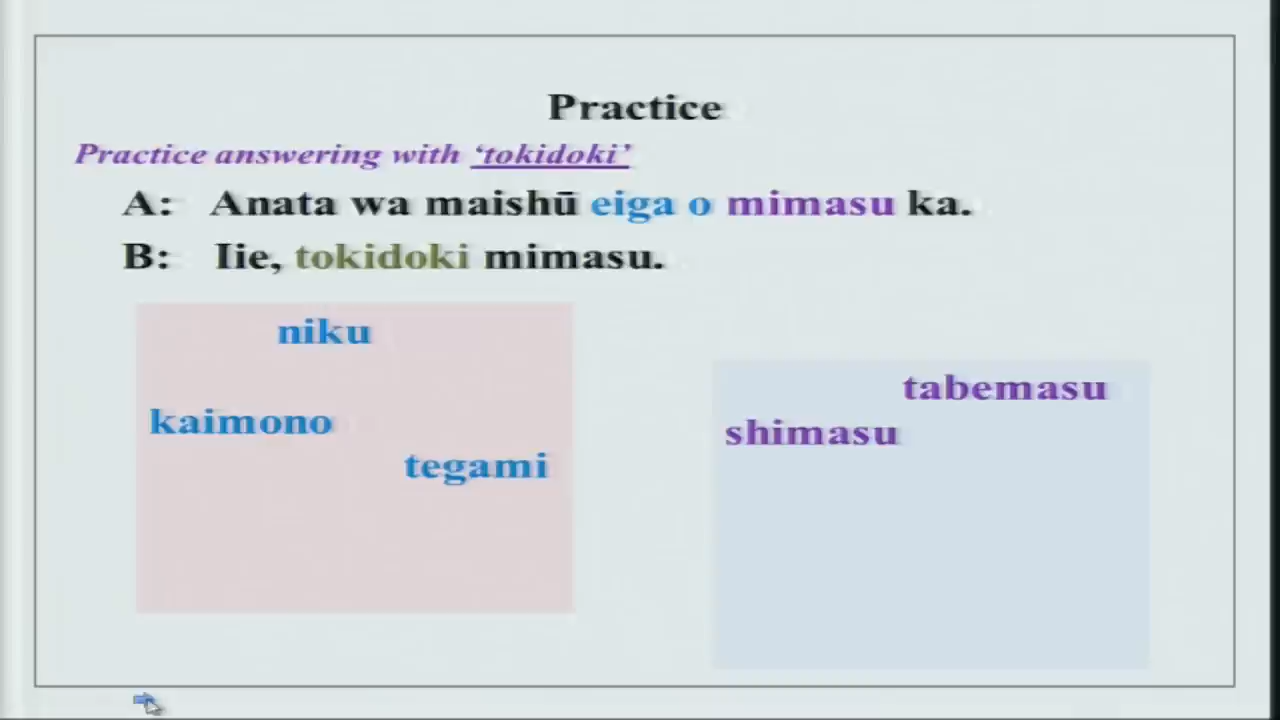 Practice
Practice answering with ‘tokidoki’
A: Anata wa maishū eiga o mimasu ka.
B: Iie, tokidoki mimasu.
niku
kaimono
tegami
tabemasu
shimasu